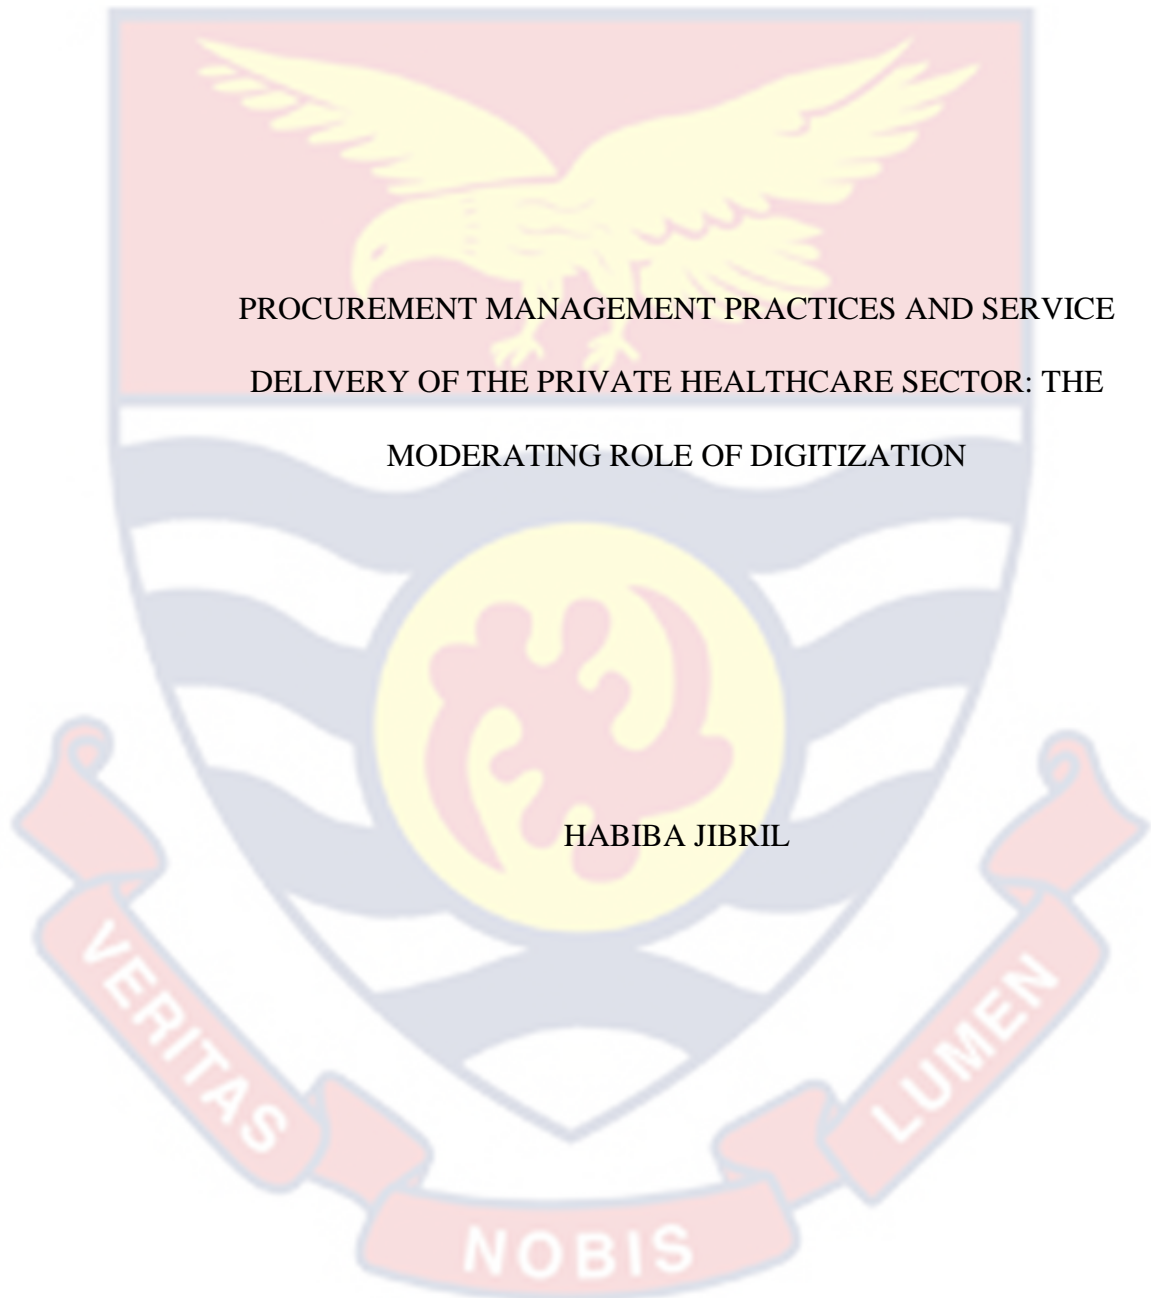 PROCUREMENT MANAGEMENT PRACTICES AND SERVICE
DELIVERY OF THE PRIVATE HEALTHCARE SECTOR: THE
MODERATING ROLE OF DIGITIZATION
HABIBA JIBRIL
VERITAS
NOBIS
LUMEN